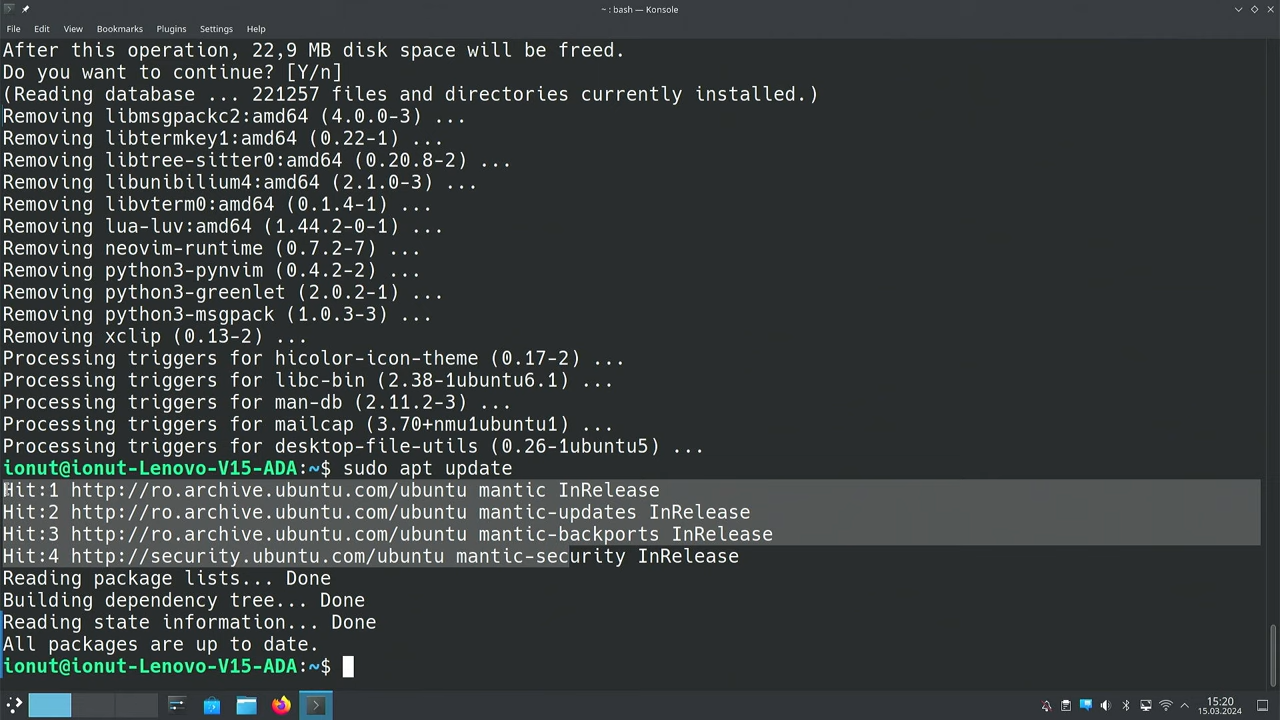 ~ : bash — Konsole
File Edit View Bookmarks Plugins Settings Help
After this operation, 22,9 MB disk space will be freed.
Do you want to continue? [Y/n]
(Reading database ... 221257 files and directories currently installed.)
Removing libmsgpackc2:amd64 (4.0.0-3) ...
Removing libtermkey1:amd64 (0.22-1) ...
Removing libtree-sitter0:amd64 (0.20.8-2) ...
Removing libunibilium4:amd64 (2.1.0-3) ...
Removing libvterm0:amd64 (0.1.4-1) ...
Removing lua-luv:amd64 (1.44.2-0-1) ...
Removing neovim-runtime (0.7.2-7) ...
Removing python3-pynvim (0.4.2-2) ...
Removing python3-greenlet (2.0.2-1) ...
Removing python3-msgpack (1.0.3-3) ...
Removing xclip (0.13-2) ...
Processing triggers for hicolor-icon-theme (0.17-2) ...
Processing triggers for libc-bin (2.38-1ubuntu6.1) ...
Processing triggers for man-db (2.11.2-3) ...
Processing triggers for mailcap (3.70+nmu1ubuntu1) ...
Processing triggers for desktop-file-utils (0.26-1ubuntu5) ...
ionut@ionut-Lenovo-V15-ADA:~$ sudo apt update
Hit:1 http://ro.archive.ubuntu.com/ubuntu mantic InRelease
Hit:2 http://ro.archive.ubuntu.com/ubuntu mantic-updates InRelease
Hit:3 http://ro.archive.ubuntu.com/ubuntu mantic-backports InRelease
Hit:4 http://security.ubuntu.com/ubuntu mantic-security InRelease
Reading package lists... Done
Building dependency tree... Done
Reading state information... Done
All packages are up to date.
ionut@ionut-Lenovo-V15-ADA:~$
15:20
15.03.2024